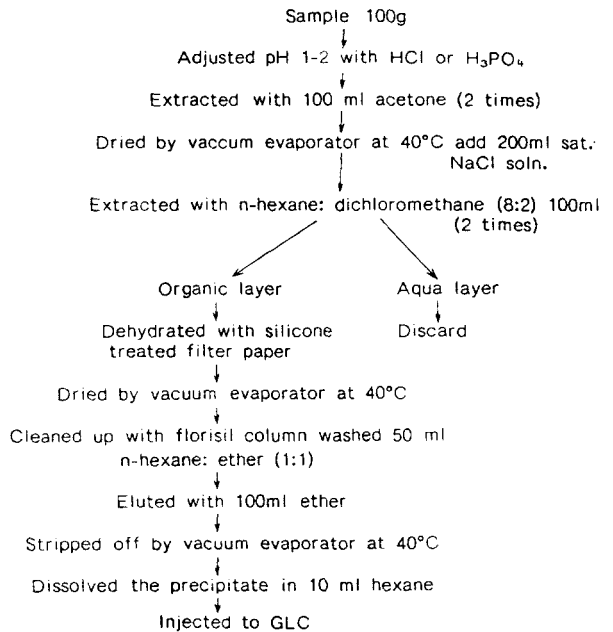 Sample 100g
Adjusted pH 1-2 with HCl or H₃PO₄
Extracted with 100 ml acetone (2 times)
Dried by vaccum evaporator at 40°C add 200ml sat.
NaCl soln.
Extracted with n-hexane: dichloromethane (8:2) 100ml
(2 times)
Organic layer
Aqua layer
Dehydrated with silicone
treated filter paper
Discard
Dried by vacuum evaporator at 40°C
Cleaned up with florisil column washed 50 ml
n-hexane: ether (1:1)
Eluted with 100ml ether
Stripped off by vacuum evaporator at 40°C
Dissolved the precipitate in 10 ml hexane
Injected to GLC